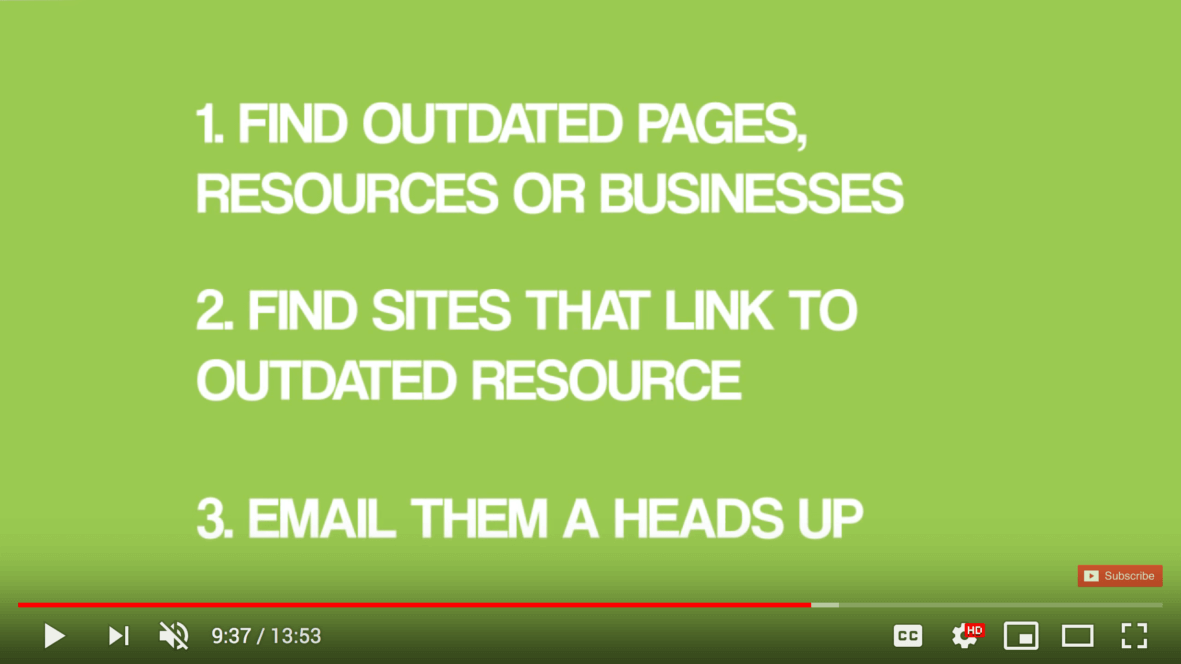 1. FIND OUTDATED PAGES,
RESOURCES OR BUSINESSES
2. FIND SITES THAT LINK TO
OUTDATED RESOURCE
3. EMAIL THEM A HEADS UP
Subscribe
9:37 / 13:53
CC
HD